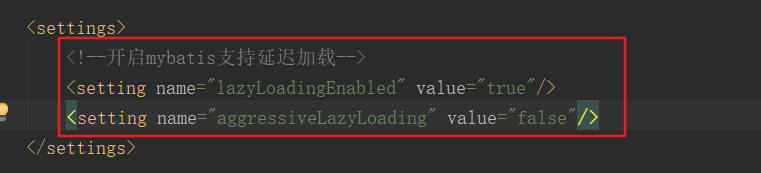 <settings>
<!--开启mybatis支持延迟加载-->
<setting name="lazyLoadingEnabled" value="true"/>
<setting name="aggressiveLazyLoading" value="false"/>
</settings>